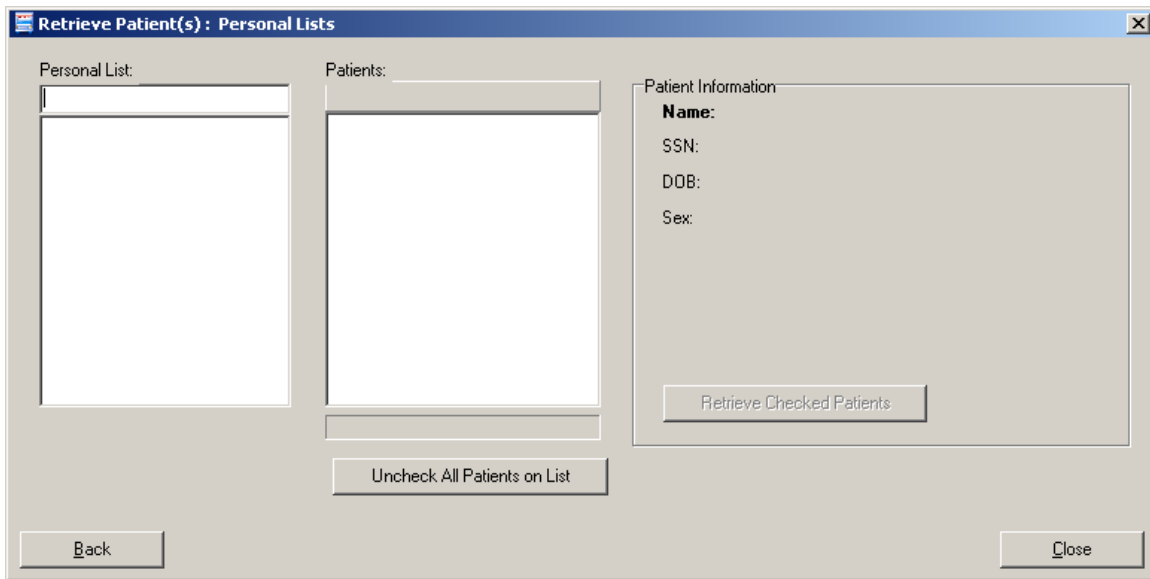 Retrieve Patient(s) : Personal Lists
Personal List:
Patients:
Patient Information
Name:
SSN:
DOB:
Sex:
Retrieve Checked Patients
Uncheck All Patients on List
Back
Close